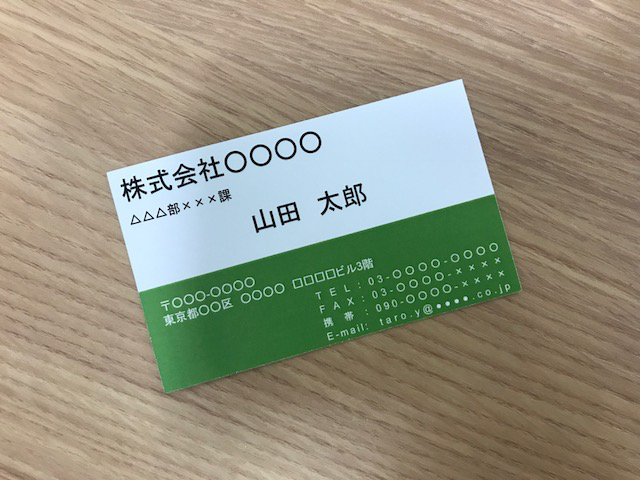 株式会社〇〇〇〇
△△△部×××課
山田 太郎
〒〇〇〇-〇〇〇〇
東京都〇〇区 〇〇〇〇 □□□□ビル3階
TEL: 03-〇〇〇〇-〇〇〇〇
FAX: 03-〇〇〇〇-××××
携帯: 090-〇〇〇〇-××××
E-mail: taro.y@●●●●.co.jp